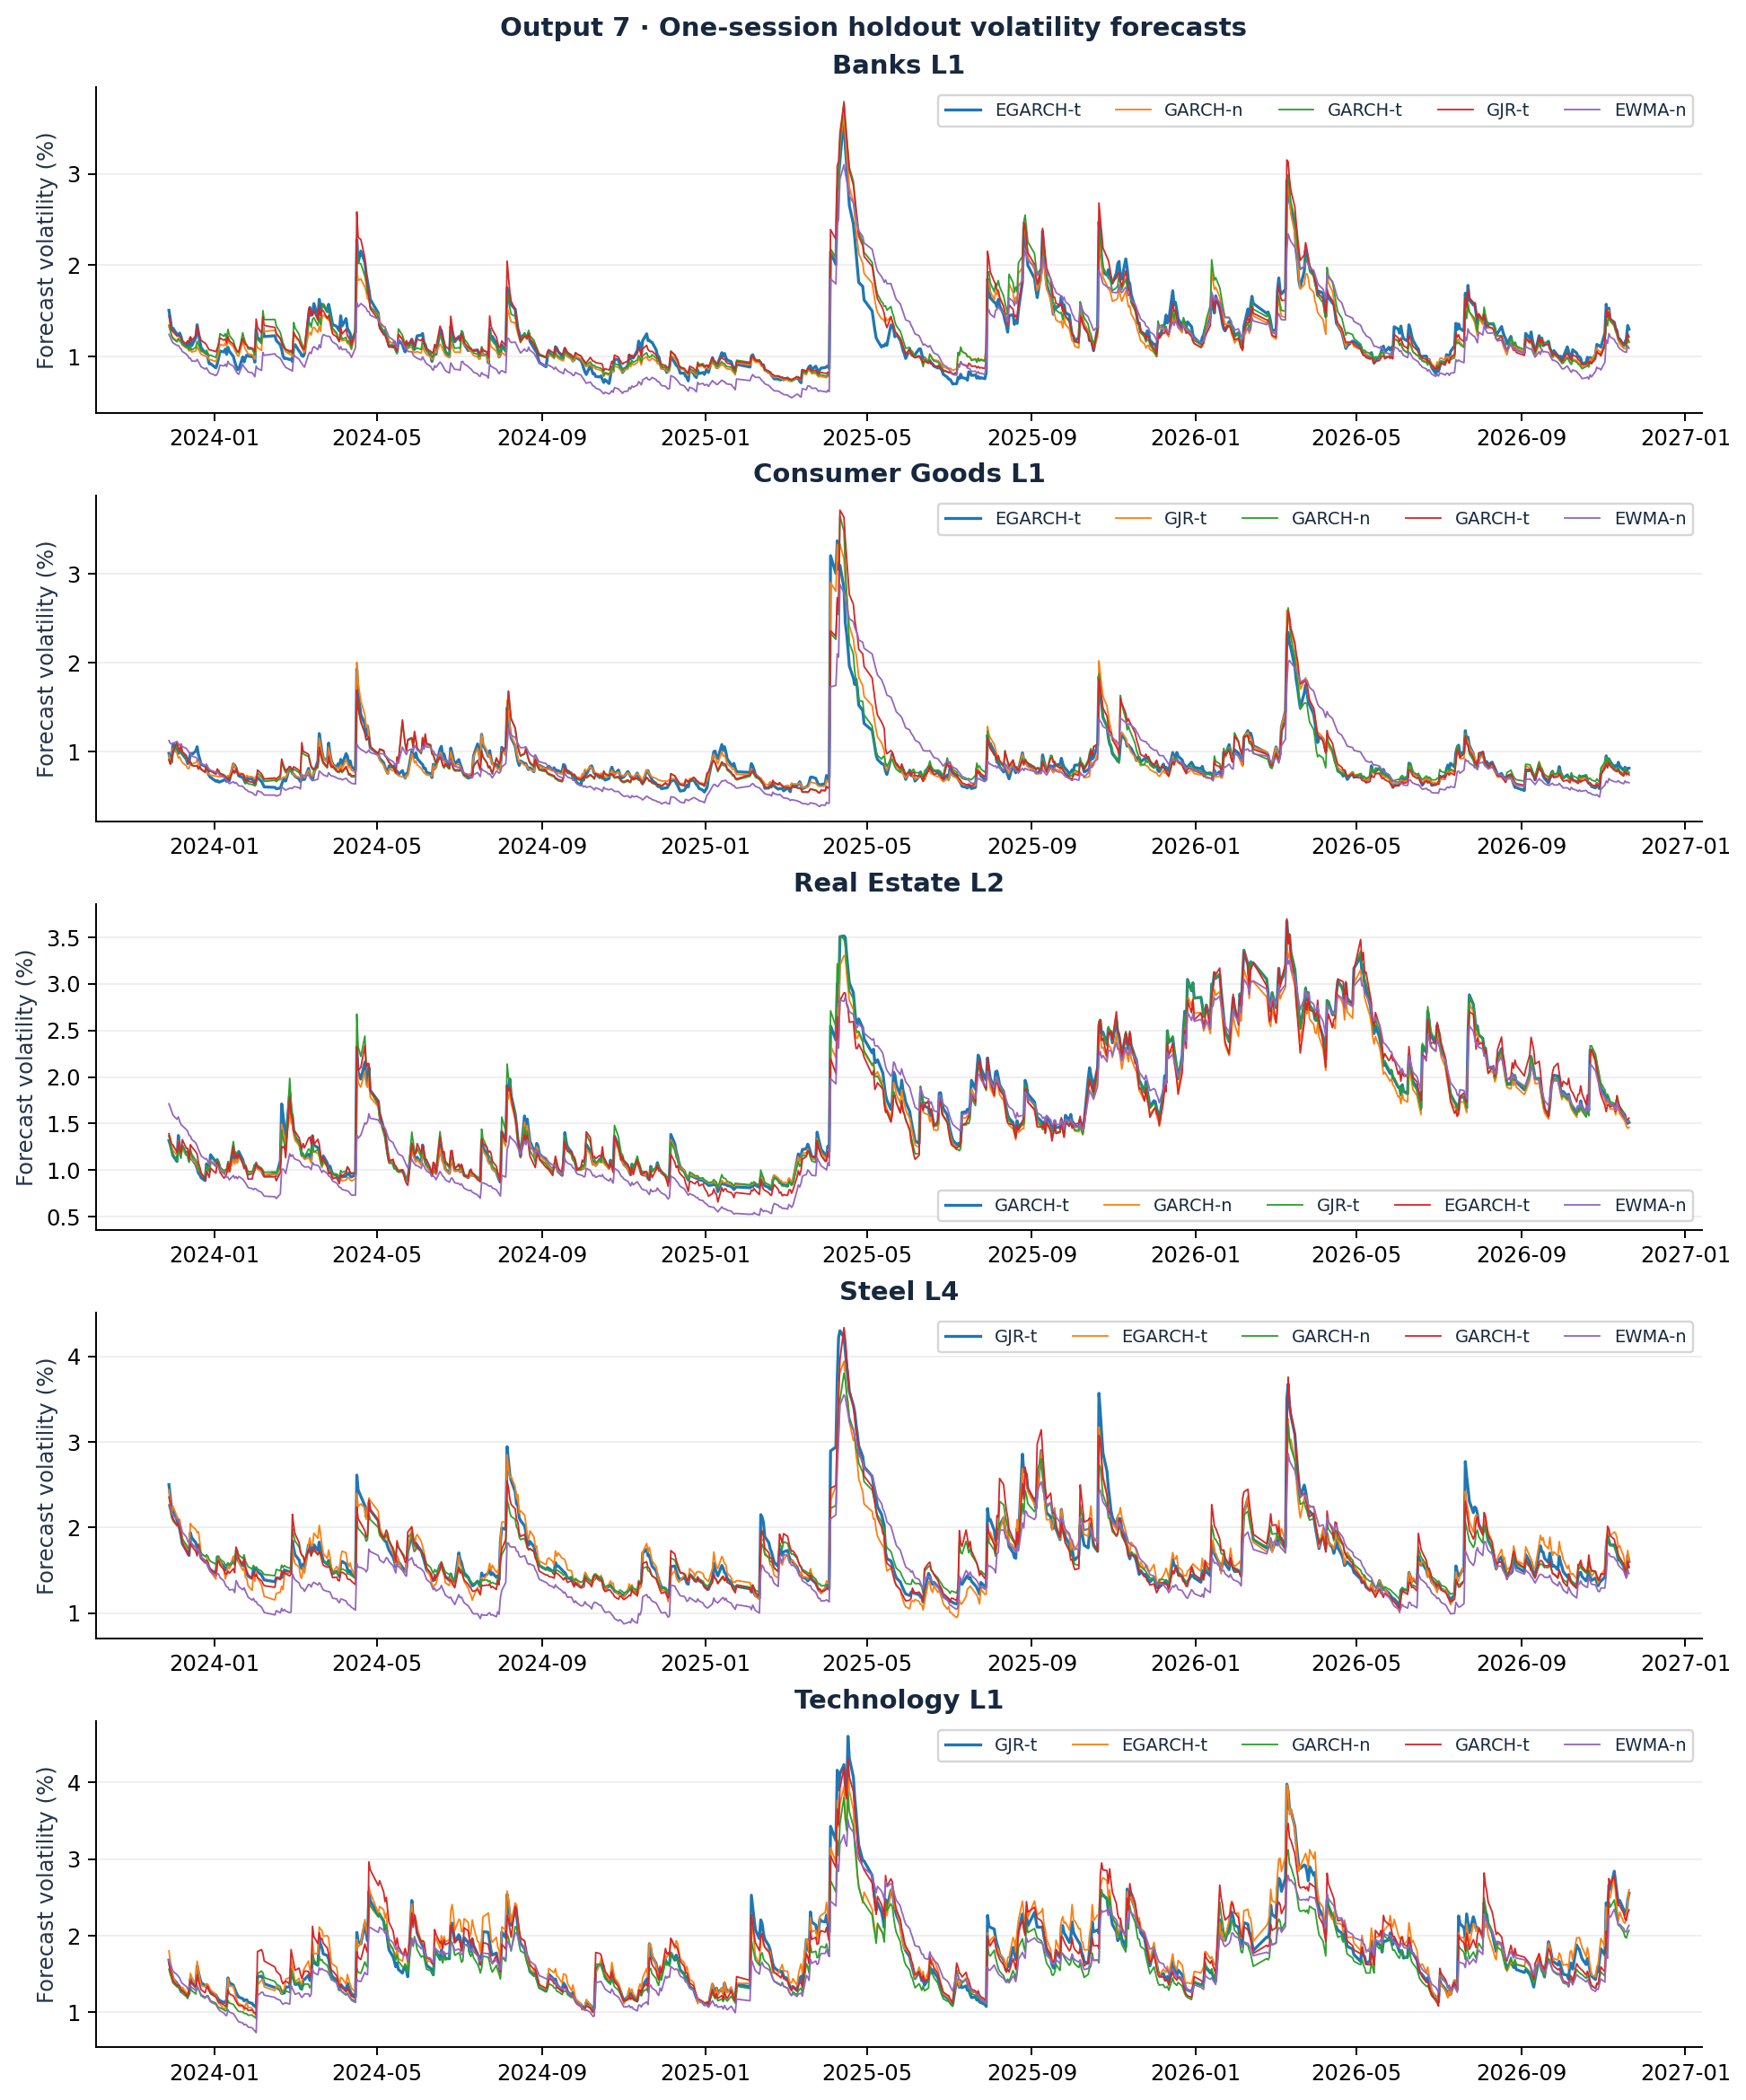 Output 7 · One-session holdout volatility forecasts
Banks L1
Forecast volatility (%)
EGARCH-t GARCH-n GARCH-t GJR-t EWMA-n
3
2
1
2024-01 2024-05 2024-09 2025-01 2025-05 2025-09 2026-01 2026-05 2026-09 2027-01
Consumer Goods L1
Forecast volatility (%)
EGARCH-t GJR-t GARCH-n GARCH-t EWMA-n
3
2
1
2024-01 2024-05 2024-09 2025-01 2025-05 2025-09 2026-01 2026-05 2026-09 2027-01
Real Estate L2
Forecast volatility (%)
3.5
3.0
2.5
2.0
1.5
1.0
0.5
GARCH-t GARCH-n GJR-t EGARCH-t EWMA-n
2024-01 2024-05 2024-09 2025-01 2025-05 2025-09 2026-01 2026-05 2026-09 2027-01
Steel L4
Forecast volatility (%)
GJR-t EGARCH-t GARCH-n GARCH-t EWMA-n
4
3
2
1
2024-01 2024-05 2024-09 2025-01 2025-05 2025-09 2026-01 2026-05 2026-09 2027-01
Technology L1
Forecast volatility (%)
GJR-t EGARCH-t GARCH-n GARCH-t EWMA-n
4
3
2
1
2024-01 2024-05 2024-09 2025-01 2025-05 2025-09 2026-01 2026-05 2026-09 2027-01